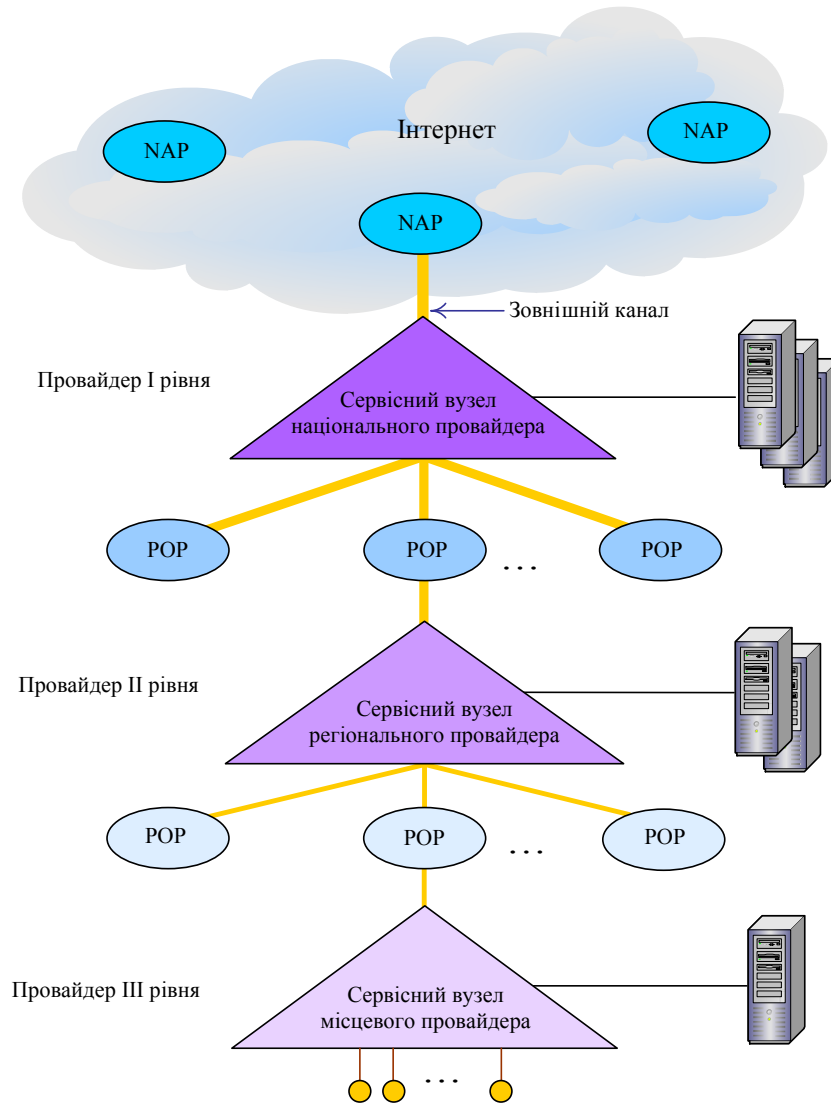 Інтернет
NAP
NAP
NAP
Зовнішній канал
Провайдер I рівня
Сервісний вузел
національного провайдера
POP
POP
...
POP
Провайдер II рівня
Сервісний вузел
регіонального провайдера
POP
POP
...
POP
Провайдер III рівня
Сервісний вузел
місцевого провайдера
...